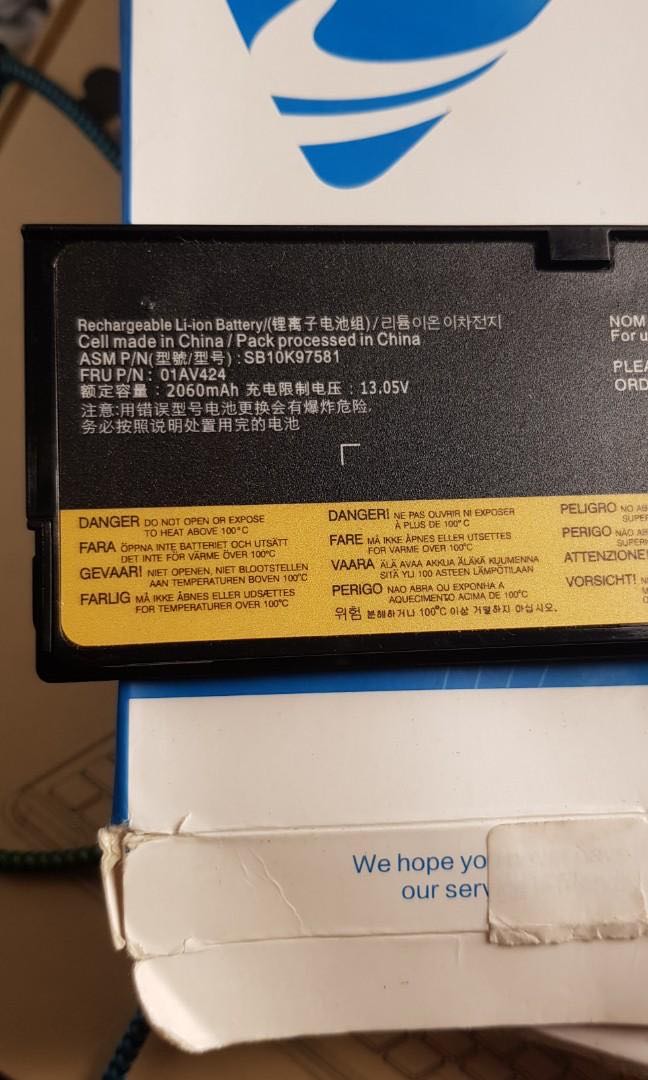 Rechargeable Li-ion Battery/(锂离子电池组)/리튬이온 이차전지
Cell made in China / Pack processed in China
ASM P/N(型號/型号) : SB10K97581
FRU P/N : 01AV424
额定容量 : 2060mAh 充电限制电压 : 13.05V
注意:用错误型号电池更换会有爆炸危险.
务必按照说明处置用完的电池
NOM
For u
PLEA
ORD
DANGER DO NOT OPEN OR EXPOSE
TO HEAT ABOVE 100°C
FARA ÖPPNA INTE BATTERIET OCH UTSÄTT
DET INTE FÖR VÄRME ÖVER 100°C
GEVAAR! NIET OPENEN, NIET BLOOTSTELLEN
AAN TEMPERATUREN BOVEN 100°C
FARLIG MÅ IKKE ÅBNES ELLER UDSÆTTES
FOR TEMPERATURER OVER 100°C
DANGER! NE PAS OUVRIR NI EXPOSER
À PLUS DE 100°C
FARE MÅ IKKE ÅPNES ELLER UTSETTES
FOR VARME OVER 100°C
VAARA ÄLÄ AVAA AKKUA ÄLÄKÄ KUUMENNA
SITÄ YLI 100 ASTEEN LÄMPÖTILAAN
PERIGO NAO ABRA OU EXPONHA A
AQUECIMENTO ACIMA DE 100°C
위험 분해하거나 100°C 이상 가열하지 마십시오.
PELIGRO NO AB
SUPER
PERIGO NÃO AB
SUPER
ATTENZIONE!
VORSICHT!
We hope yo
our serv